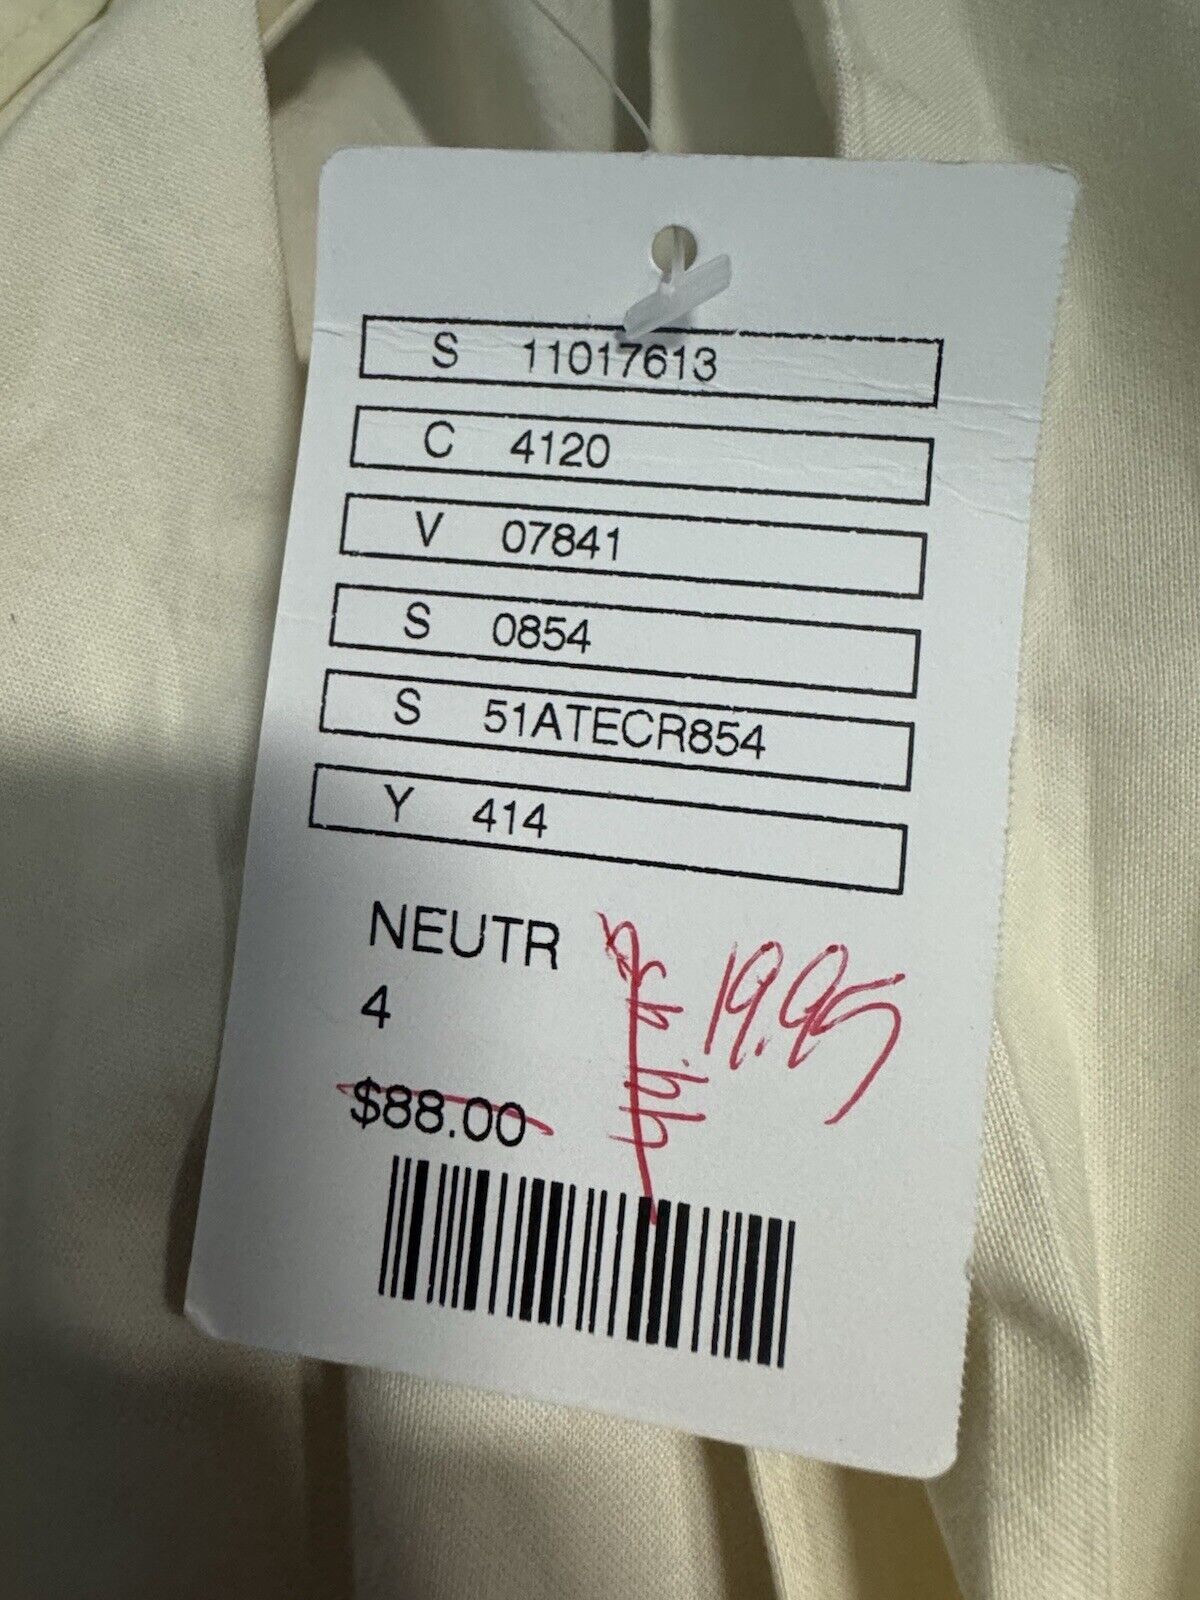 S 11017613
C 4120
V 07841
S 0854
S 51ATECR854
Y 414
NEUTR
4
19.95
$88.00